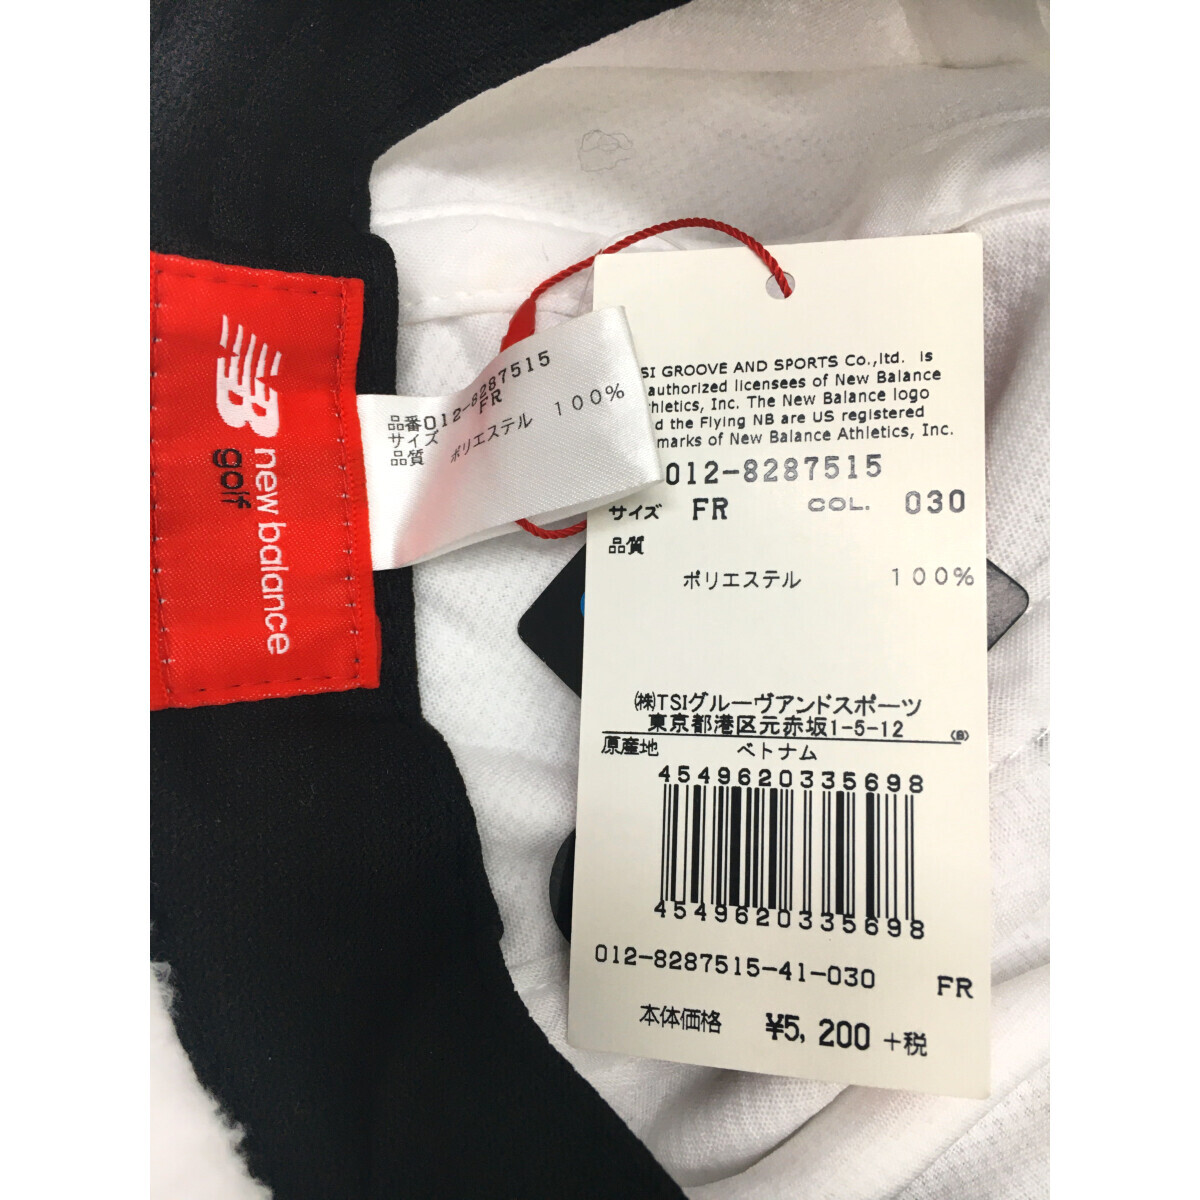 new balance
golf
品番012-8287515
サイズ FR
品質 ポリエステル 100%
SI GROOVE AND SPORTS Co.,ltd. is
authorized licensees of New Balance
hletics, Inc. The New Balance logo
d the Flying NB are US registered
marks of New Balance Athletics, Inc.
012-8287515
サイズ FR COL. 030
品質
ポリエステル 100%
㈱TSIグルーヴアンドスポーツ
東京都港区元赤坂1-5-12
原産地 ベトナム
4549620335698
4549620335698
012-8287515-41-030 FR
本体価格 ¥5,200+税